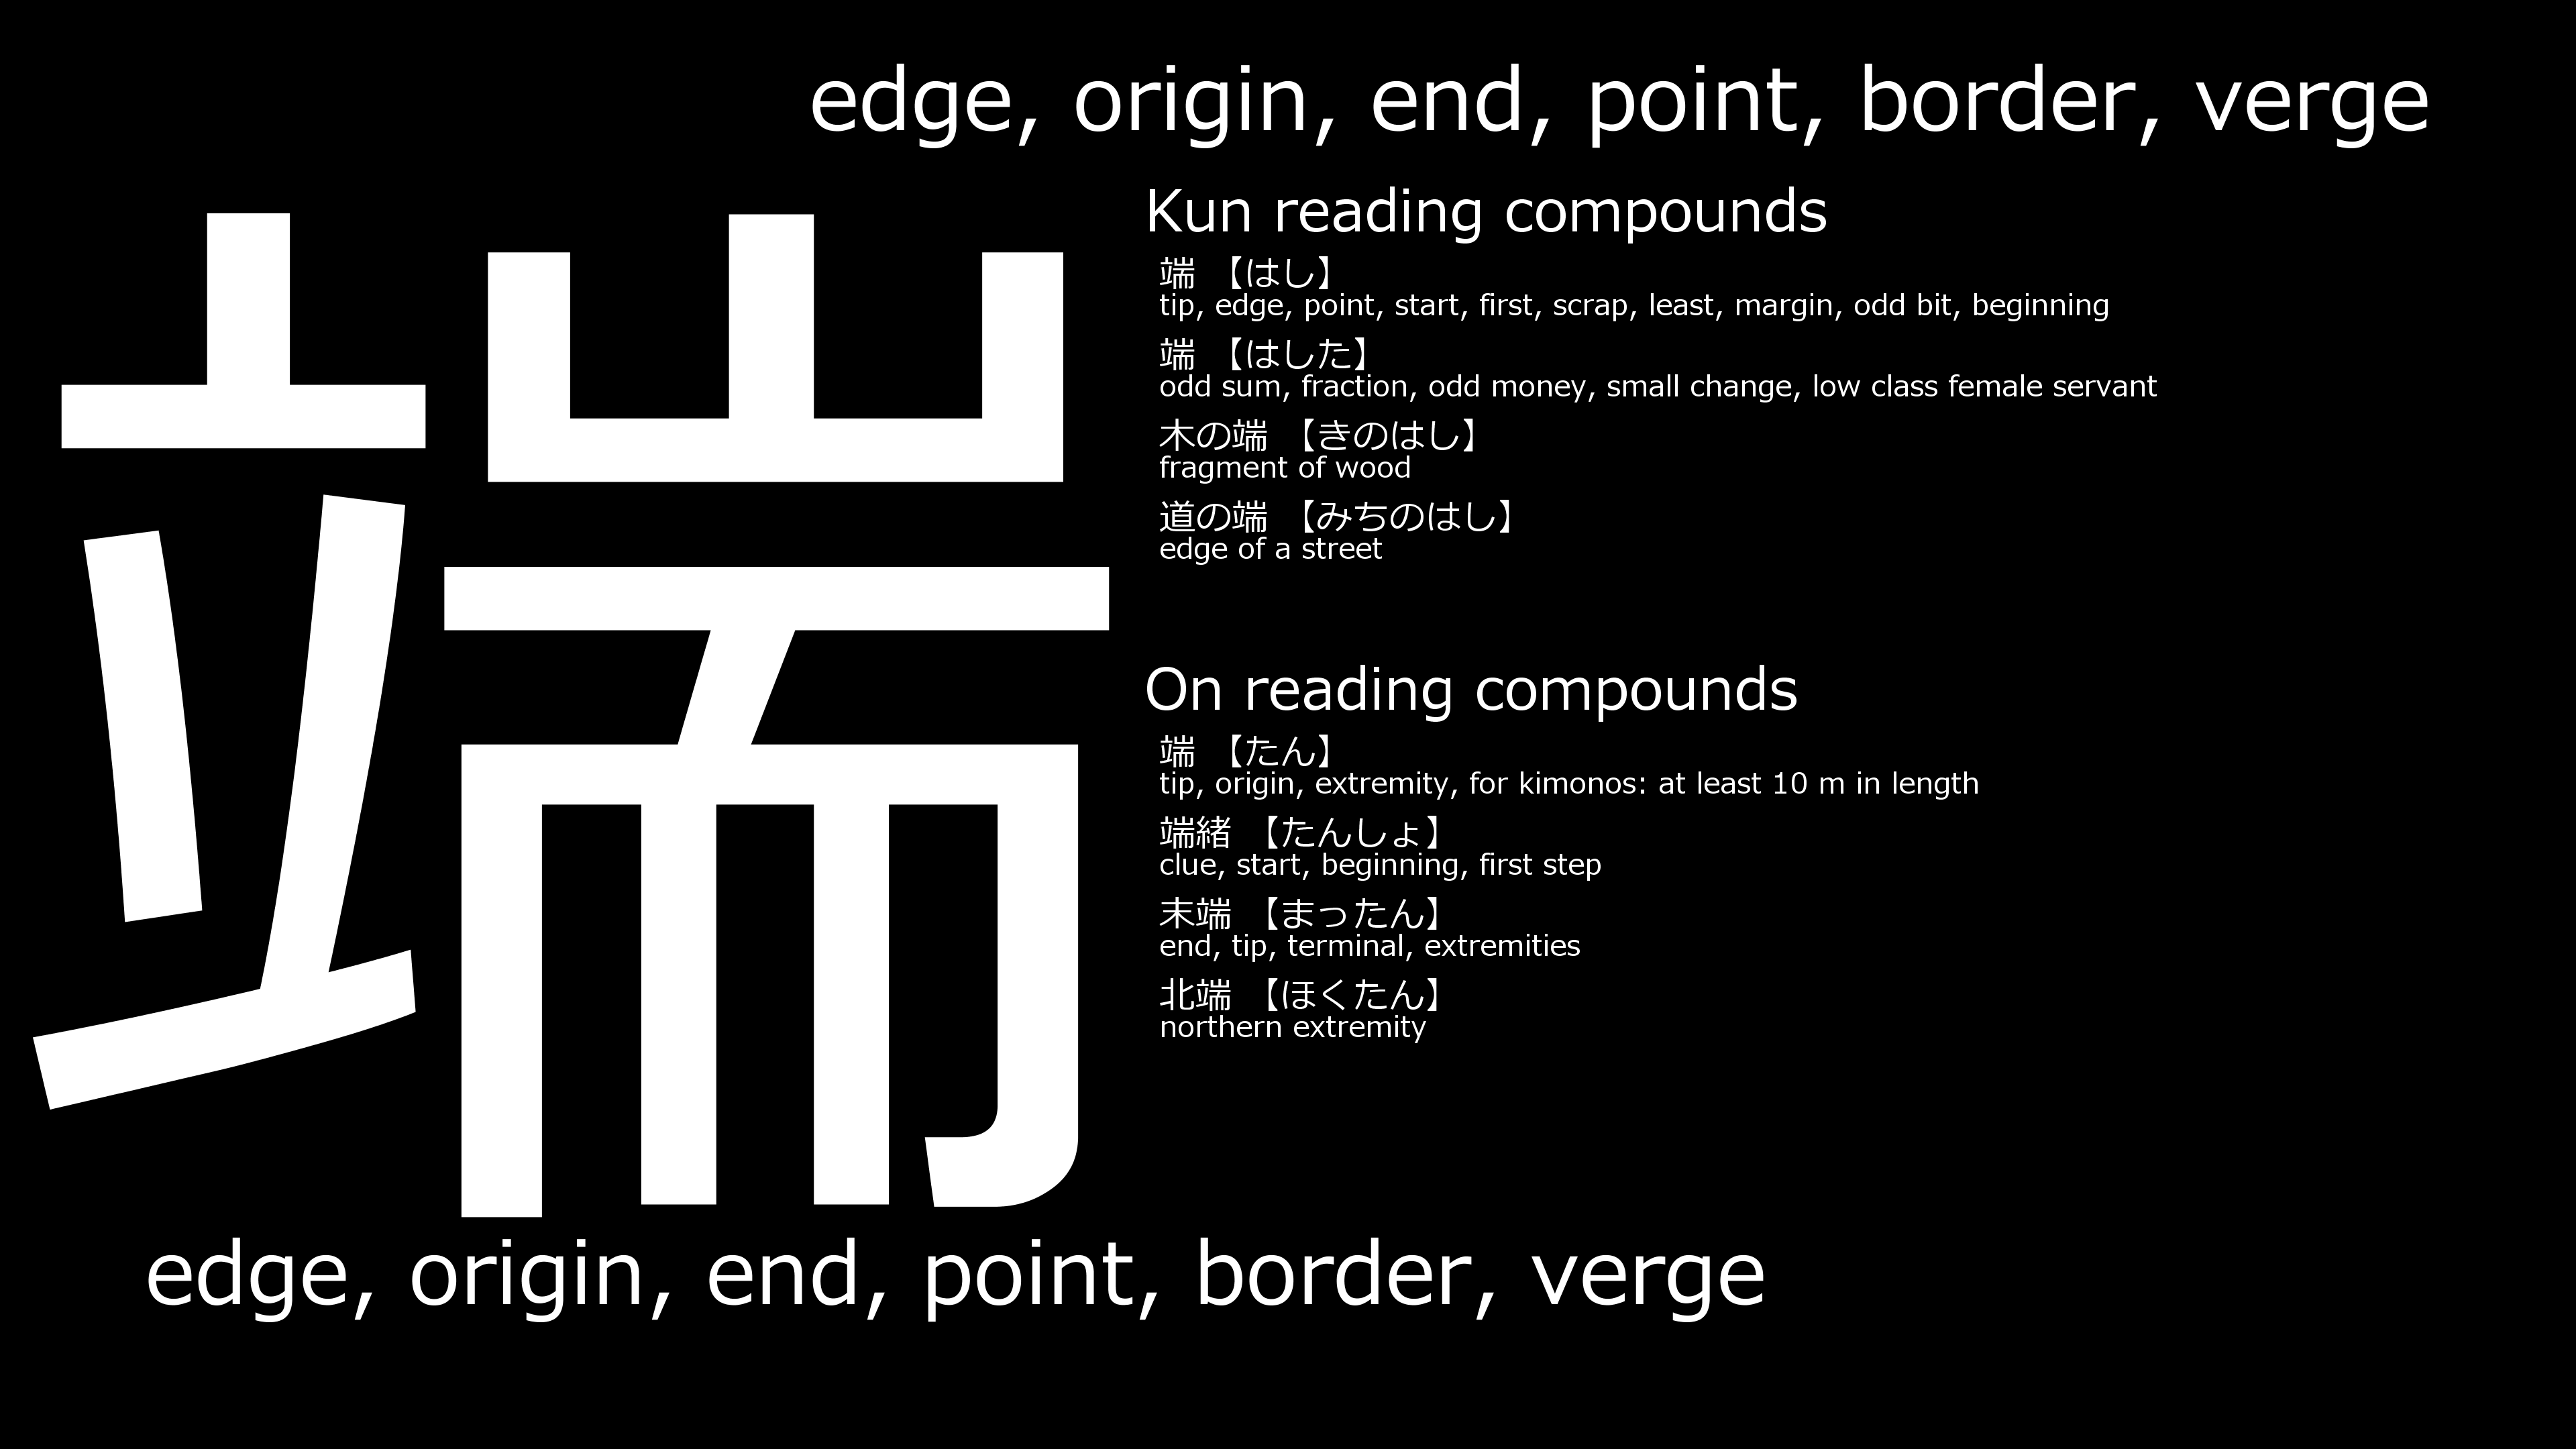 edge, origin, end, point, border, verge
端
Kun reading compounds
端 【はし】
tip, edge, point, start, first, scrap, least, margin, odd bit, beginning
端 【はした】
odd sum, fraction, odd money, small change, low class female servant
木の端 【きのはし】
fragment of wood
道の端 【みちのはし】
edge of a street
On reading compounds
端 【たん】
tip, origin, extremity, for kimonos: at least 10 m in length
端緒 【たんしょ】
clue, start, beginning, first step
末端 【まったん】
end, tip, terminal, extremities
北端 【ほくたん】
northern extremity
edge, origin, end, point, border, verge